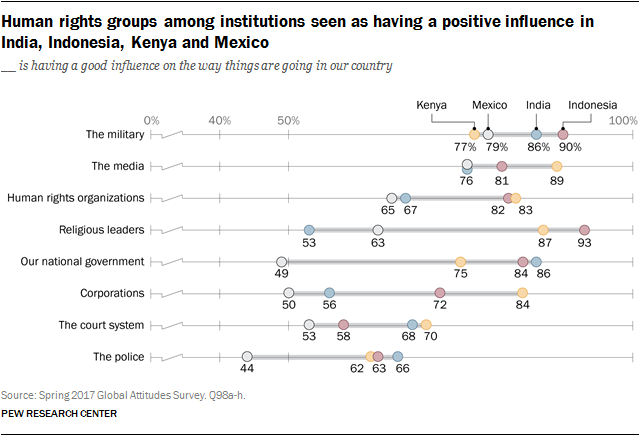 Human rights groups among institutions seen as having a positive influence in
India, Indonesia, Kenya and Mexico
__ is having a good influence on the way things are going in our country
Kenya Mexico India Indonesia
0% 40% 50% 100%
The military
77% 79% 86% 90%
The media
76 81 89
Human rights organizations
65 67 82 83
Religious leaders
53 63 87 93
Our national government
49 75 84 86
Corporations
50 56 72 84
The court system
53 58 68 70
The police
44 62 63 66
Source: Spring 2017 Global Attitudes Survey. Q98a-h.
PEW RESEARCH CENTER